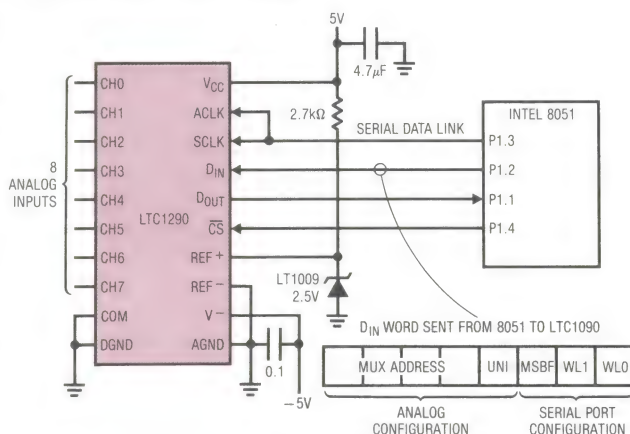 5V
4.7µF
2.7kΩ
8
ANALOG
INPUTS
CH0
CH1
CH2
CH3
CH4
CH5
CH6
CH7
COM
DGND
LTC1290
VCC
ACLK
SCLK
DIN
DOUT
CS
REF+
REF−
V−
AGND
SERIAL DATA LINK
INTEL 8051
P1.3
P1.2
P1.1
P1.4
LT1009
2.5V
0.1
−5V
DIN WORD SENT FROM 8051 TO LTC1090
MUX ADDRESS UNI MSBF WL1 WL0
ANALOG
CONFIGURATION
SERIAL PORT
CONFIGURATION